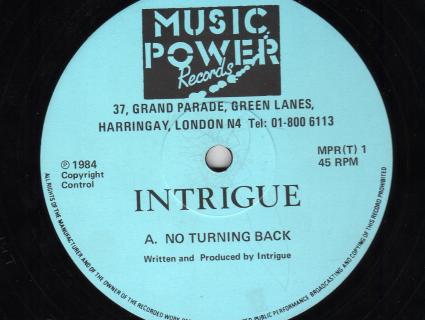 MUSIC
POWER
Records
37, GRAND PARADE, GREEN LANES,
HARRINGAY, LONDON N4 Tel: 01-800 6113
℗ 1984
Copyright
Control
MPR(T) 1
45 RPM
INTRIGUE
A. NO TURNING BACK
Written and Produced by Intrigue
ALL RIGHTS OF THE MANUFACTURER AND OF THE OWNER OF THE RECORDED WORK
PUBLIC PERFORMANCE BROADCASTING AND COPYING OF THIS RECORD PROHIBITED